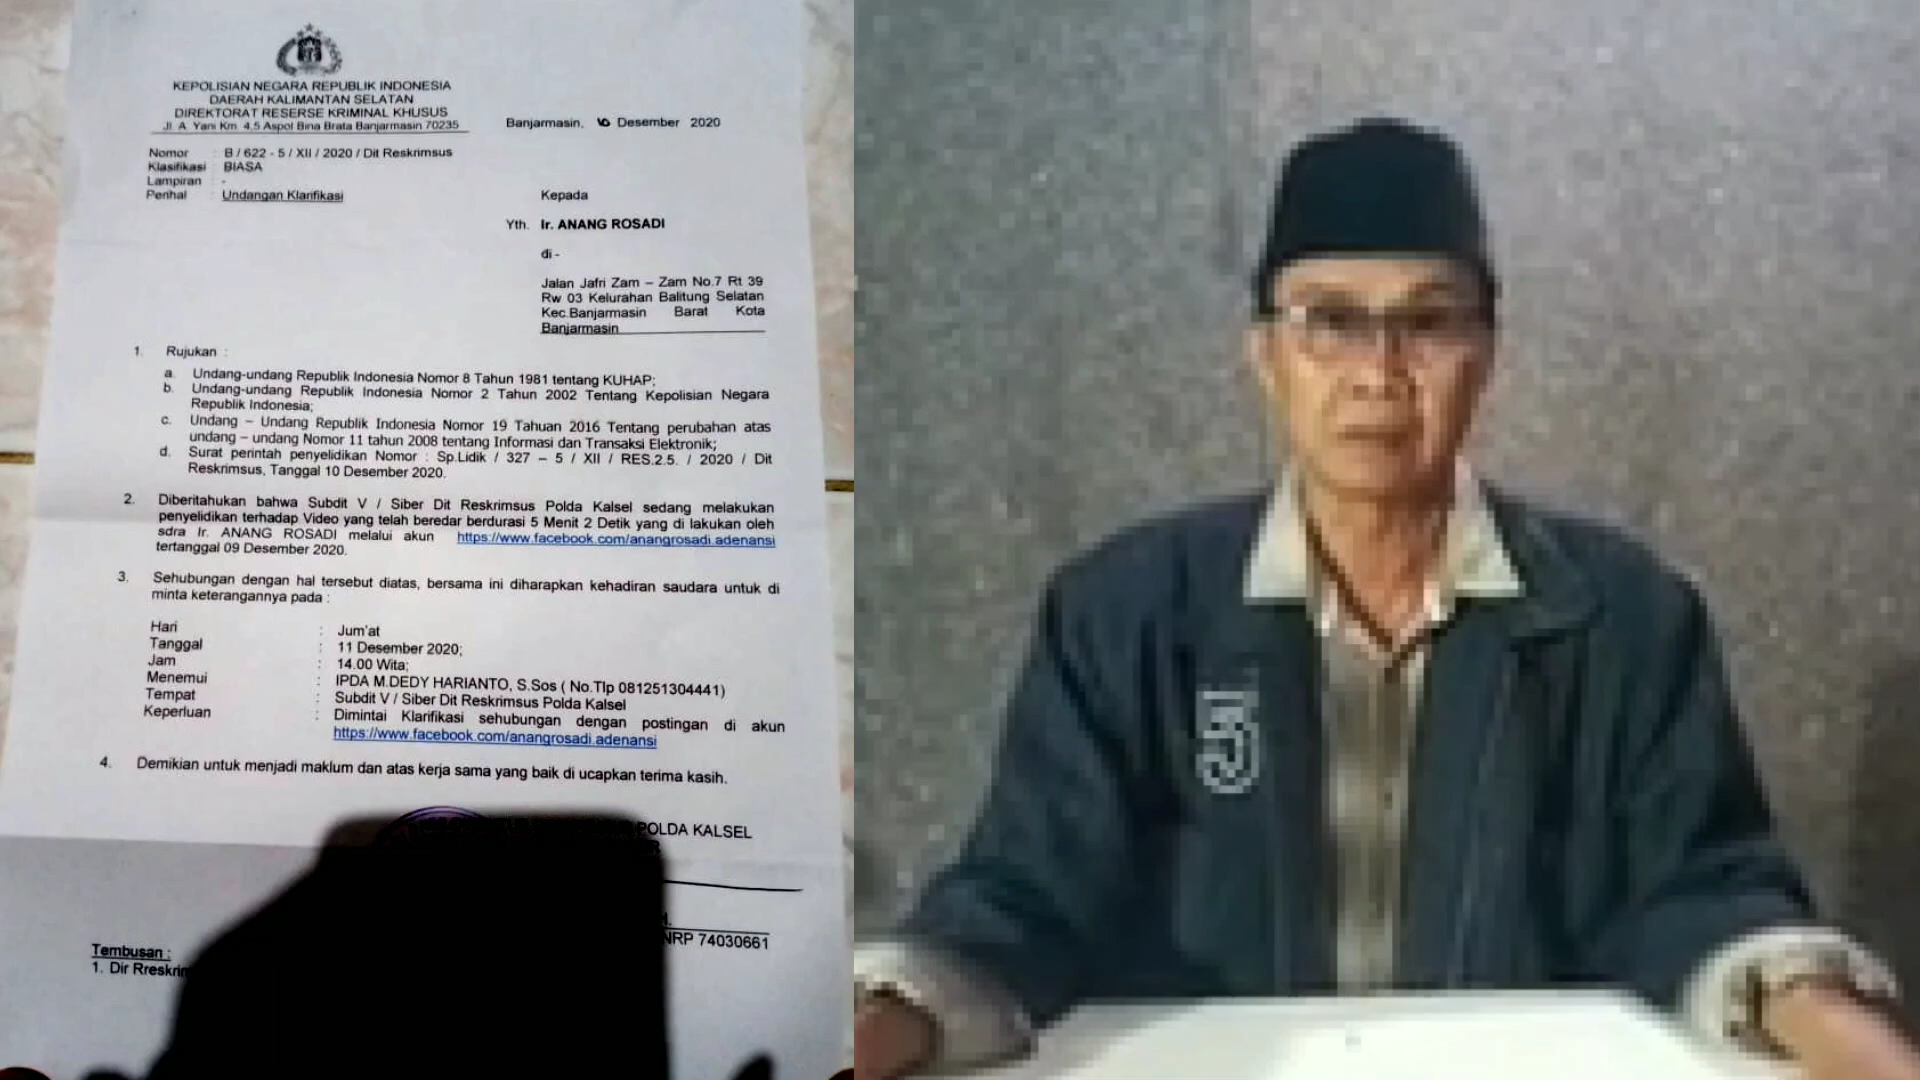 KEPOLISIAN NEGARA REPUBLIK INDONESIA
DAERAH KALIMANTAN SELATAN
DIREKTORAT RESERSE KRIMINAL KHUSUS
Jl. A. Yani Km. 4,5 Aspol Bina Brata Banjarmasin 70235
Banjarmasin, 10 Desember 2020
Nomor : B / 622 - 5 / XII / 2020 / Dit Reskrimsus
Klasifikasi : BIASA
Lampiran : -
Perihal : Undangan Klarifikasi
Kepada
Yth. Ir. ANANG ROSADI
di -
Jalan Jafri Zam – Zam No.7 Rt 39
Rw 03 Kelurahan Balitung Selatan
Kec.Banjarmasin Barat Kota
Banjarmasin
1. Rujukan :
a. Undang-undang Republik Indonesia Nomor 8 Tahun 1981 tentang KUHAP;
b. Undang-undang Republik Indonesia Nomor 2 Tahun 2002 Tentang Kepolisian Negara
Republik Indonesia;
c. Undang – Undang Republik Indonesia Nomor 19 Tahuan 2016 Tentang perubahan atas
undang – undang Nomor 11 tahun 2008 tentang Informasi dan Transaksi Elektronik;
d. Surat perintah penyelidikan Nomor : Sp.Lidik / 327 – 5 / XII / RES.2.5. / 2020 / Dit
Reskrimsus, Tanggal 10 Desember 2020.
2. Diberitahukan bahwa Subdit V / Siber Dit Reskrimsus Polda Kalsel sedang melakukan
penyelidikan terhadap Video yang telah beredar berdurasi 5 Menit 2 Detik yang di lakukan oleh
sdra Ir. ANANG ROSADI melalui akun https://www.facebook.com/anangrosadi.adenansi
tertanggal 09 Desember 2020.
3. Sehubungan dengan hal tersebut diatas, bersama ini diharapkan kehadiran saudara untuk di
minta keterangannya pada :
Hari : Jum'at
Tanggal : 11 Desember 2020;
Jam : 14.00 Wita;
Menemui : IPDA M.DEDY HARIANTO, S.Sos ( No.Tlp 081251304441)
Tempat : Subdit V / Siber Dit Reskrimsus Polda Kalsel
Keperluan : Dimintai Klarifikasi sehubungan dengan postingan di akun
https://www.facebook.com/anangrosadi.adenansi
4. Demikian untuk menjadi maklum dan atas kerja sama yang baik di ucapkan terima kasih.
POLDA KALSEL
NRP 74030661
Tembusan :
1. Dir